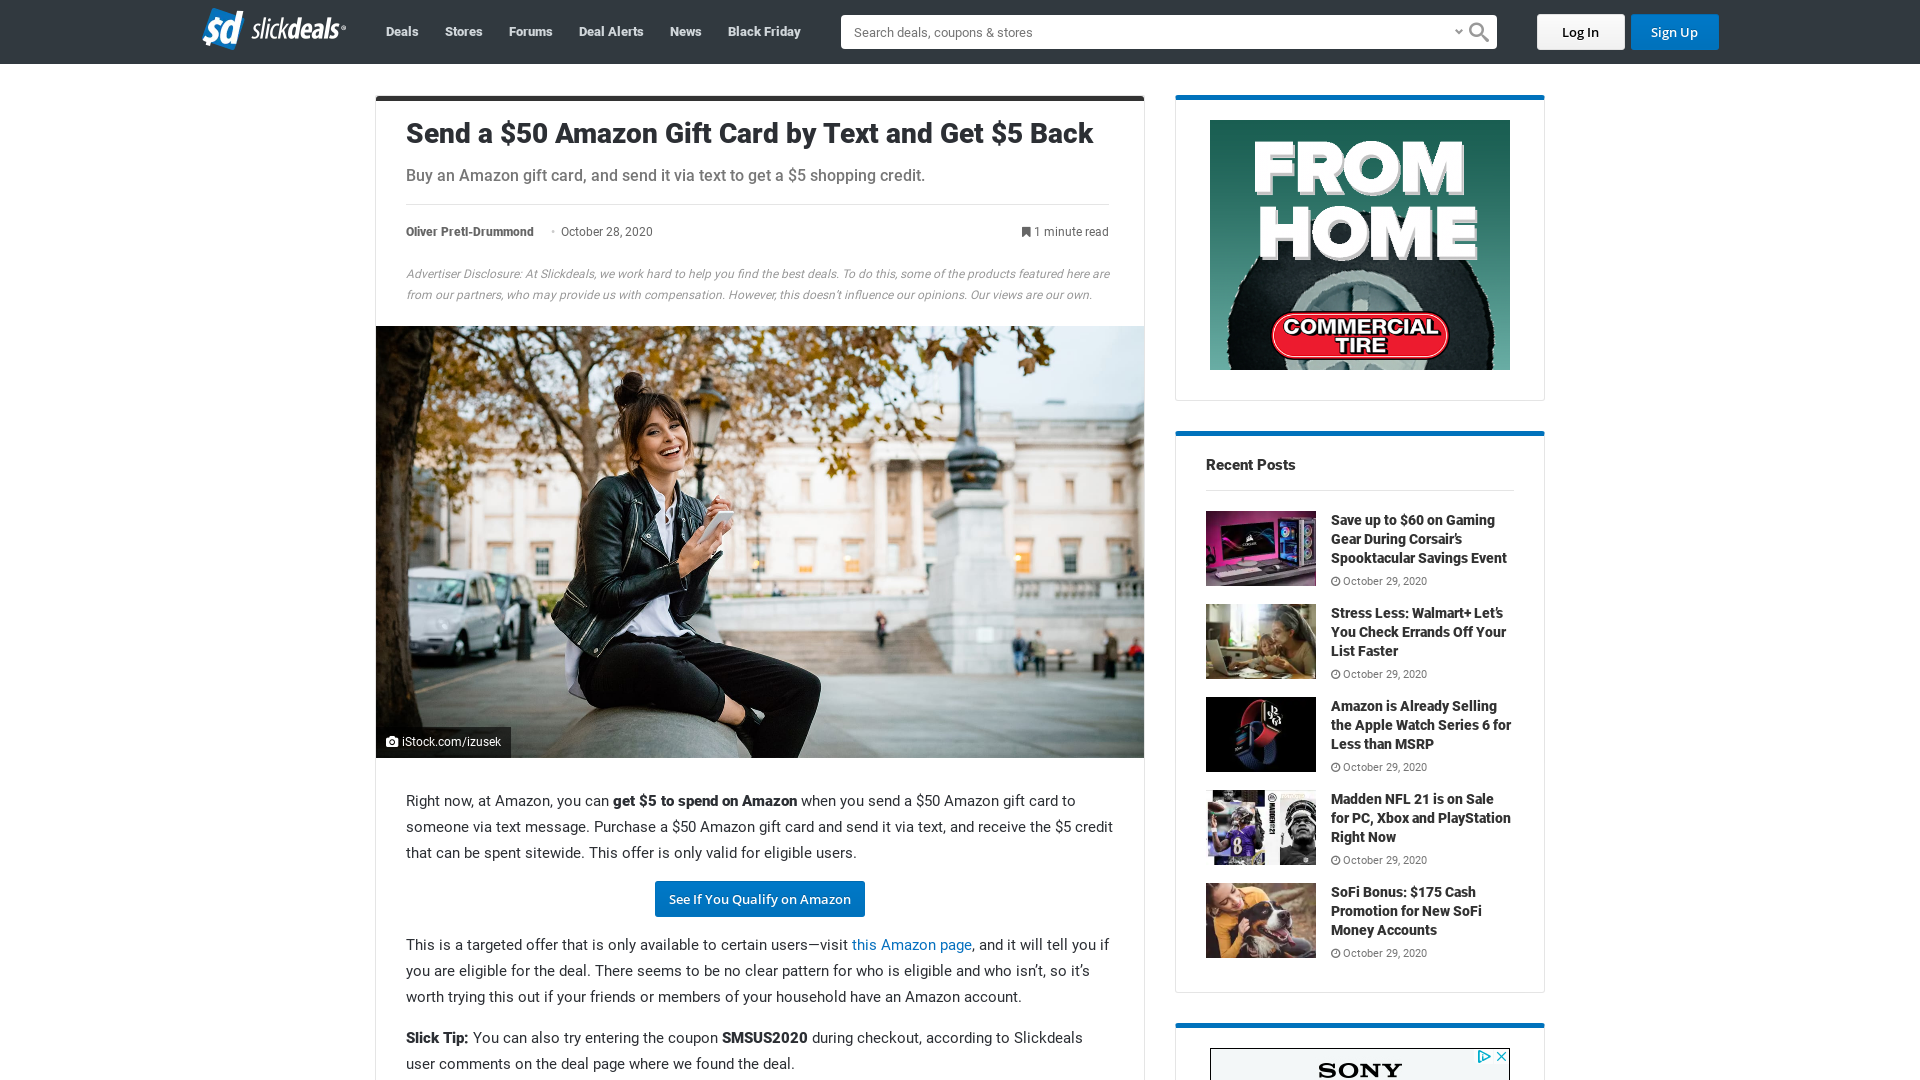 sd slickdeals
Deals Stores Forums Deal Alerts News Black Friday
Search deals, coupons & stores
Log In
Sign Up
Send a $50 Amazon Gift Card by Text and Get $5 Back
Buy an Amazon gift card, and send it via text to get a $5 shopping credit.
Oliver Pretl-Drummond • October 28, 2020
1 minute read
Advertiser Disclosure: At Slickdeals, we work hard to help you find the best deals. To do this, some of the products featured here are
from our partners, who may provide us with compensation. However, this doesn’t influence our opinions. Our views are our own.
iStock.com/izusek
Right now, at Amazon, you can get $5 to spend on Amazon when you send a $50 Amazon gift card to
someone via text message. Purchase a $50 Amazon gift card and send it via text, and receive the $5 credit
that can be spent sitewide. This offer is only valid for eligible users.
See If You Qualify on Amazon
This is a targeted offer that is only available to certain users—visit this Amazon page, and it will tell you if
you are eligible for the deal. There seems to be no clear pattern for who is eligible and who isn’t, so it’s
worth trying this out if your friends or members of your household have an Amazon account.
Slick Tip: You can also try entering the coupon SMSUS2020 during checkout, according to Slickdeals
user comments on the deal page where we found the deal.
FROM
HOME
COMMERCIAL
TIRE
Recent Posts
Save up to $60 on Gaming
Gear During Corsair’s
Spooktacular Savings Event
October 29, 2020
Stress Less: Walmart+ Let’s
You Check Errands Off Your
List Faster
October 29, 2020
Amazon is Already Selling
the Apple Watch Series 6 for
Less than MSRP
October 29, 2020
Madden NFL 21 is on Sale
for PC, Xbox and PlayStation
Right Now
October 29, 2020
SoFi Bonus: $175 Cash
Promotion for New SoFi
Money Accounts
October 29, 2020
SONY